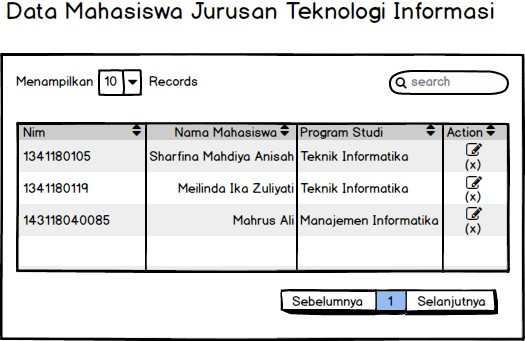 Data Mahasiswa Jurusan Teknologi Informasi
Menampilkan 10 Records search
Nim Nama Mahasiswa Program Studi Action
1341180105 Sharfina Mahdiya Anisah Teknik Informatika (x)
1341180119 Meilinda Ika Zuliyati Teknik Informatika (x)
143118040085 Mahrus Ali Manajemen Informatika (x)
Sebelumnya 1 Selanjutnya